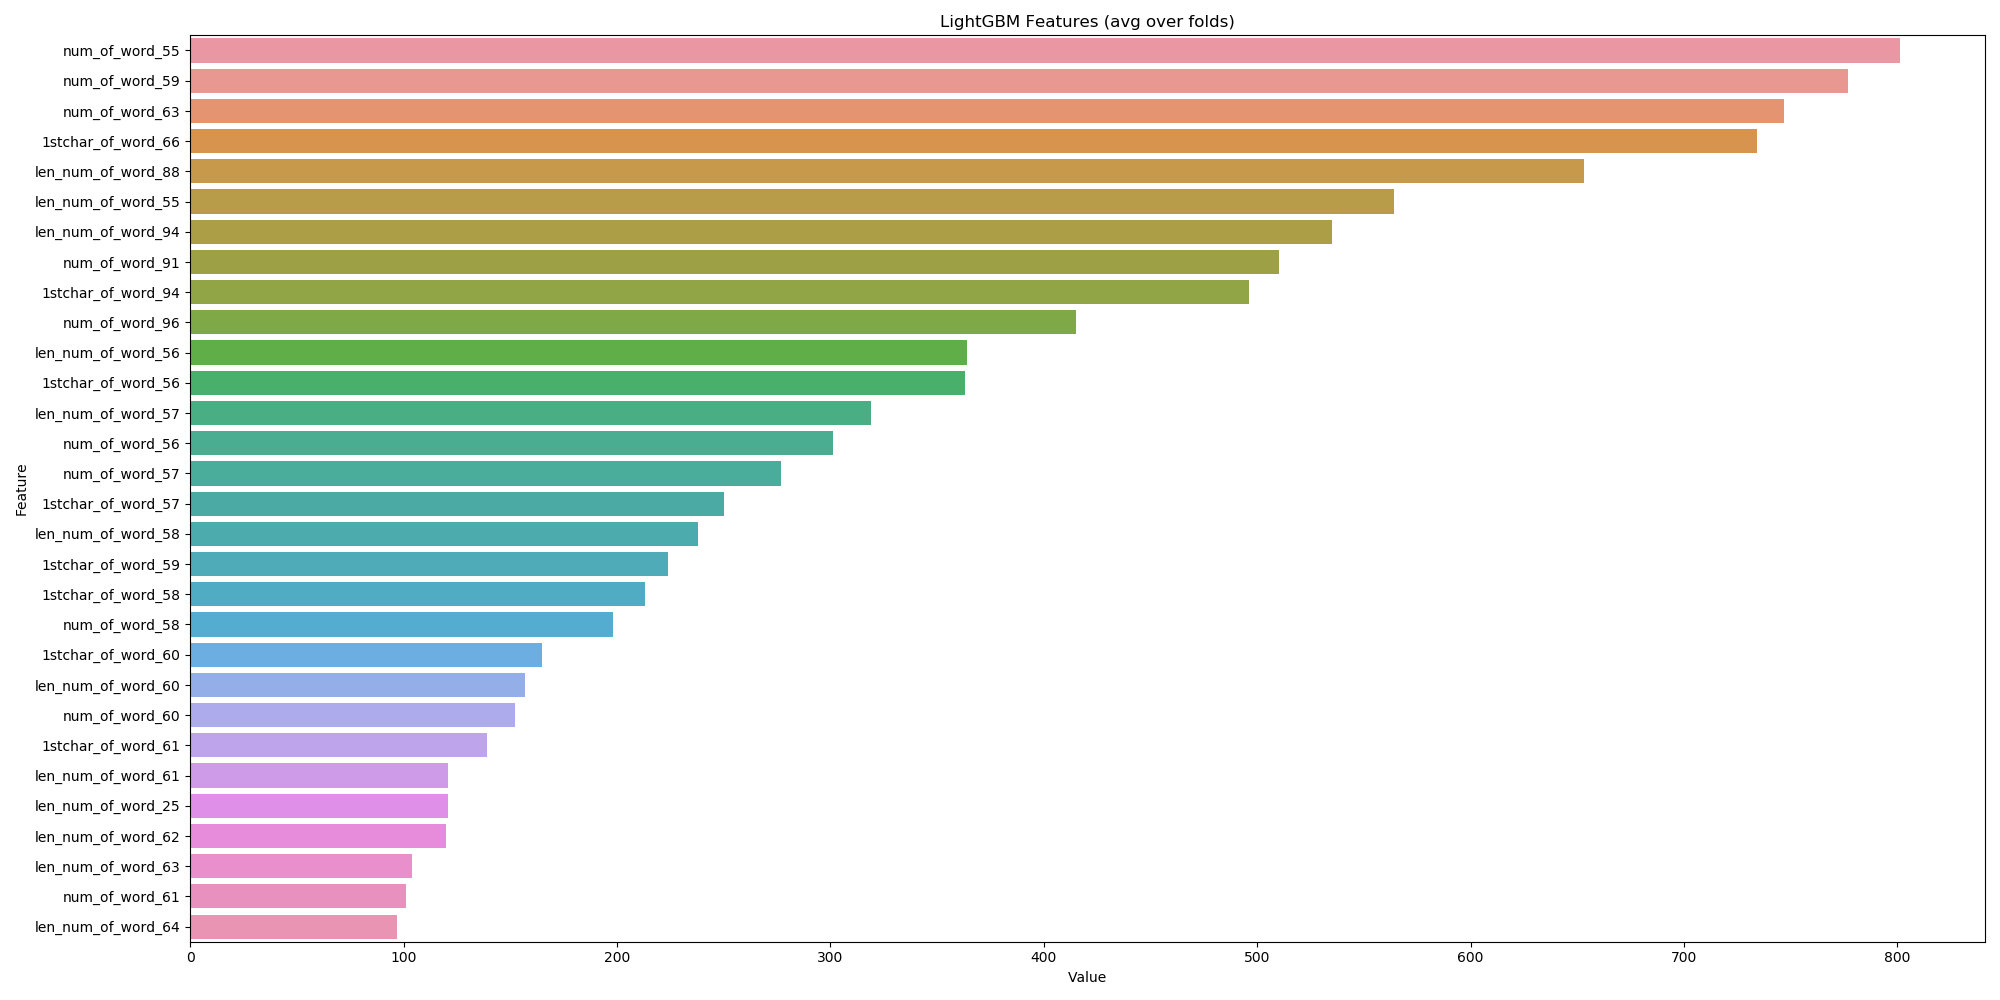 LightGBM Features (avg over folds)
num_of_word_55
num_of_word_59
num_of_word_63
1stchar_of_word_66
len_num_of_word_88
len_num_of_word_55
len_num_of_word_94
num_of_word_91
1stchar_of_word_94
num_of_word_96
len_num_of_word_56
1stchar_of_word_56
len_num_of_word_57
num_of_word_56
num_of_word_57
1stchar_of_word_57
len_num_of_word_58
1stchar_of_word_59
1stchar_of_word_58
num_of_word_58
1stchar_of_word_60
len_num_of_word_60
num_of_word_60
1stchar_of_word_61
len_num_of_word_61
len_num_of_word_25
len_num_of_word_62
len_num_of_word_63
num_of_word_61
len_num_of_word_64
Feature
0 100 200 300 400 500 600 700 800
Value